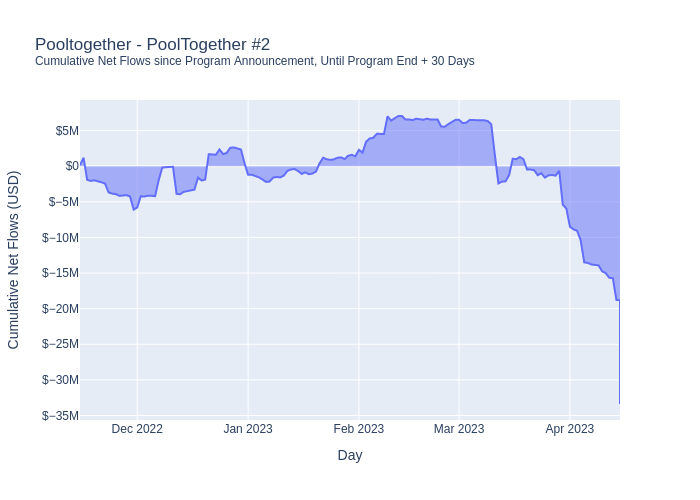 Pooltogether - PoolTogether #2
Cumulative Net Flows since Program Announcement, Until Program End + 30 Days
Cumulative Net Flows (USD)
$5M
$0
$−5M
$−10M
$−15M
$−20M
$−25M
$−30M
$−35M
Dec 2022
Jan 2023
Feb 2023
Mar 2023
Apr 2023
Day